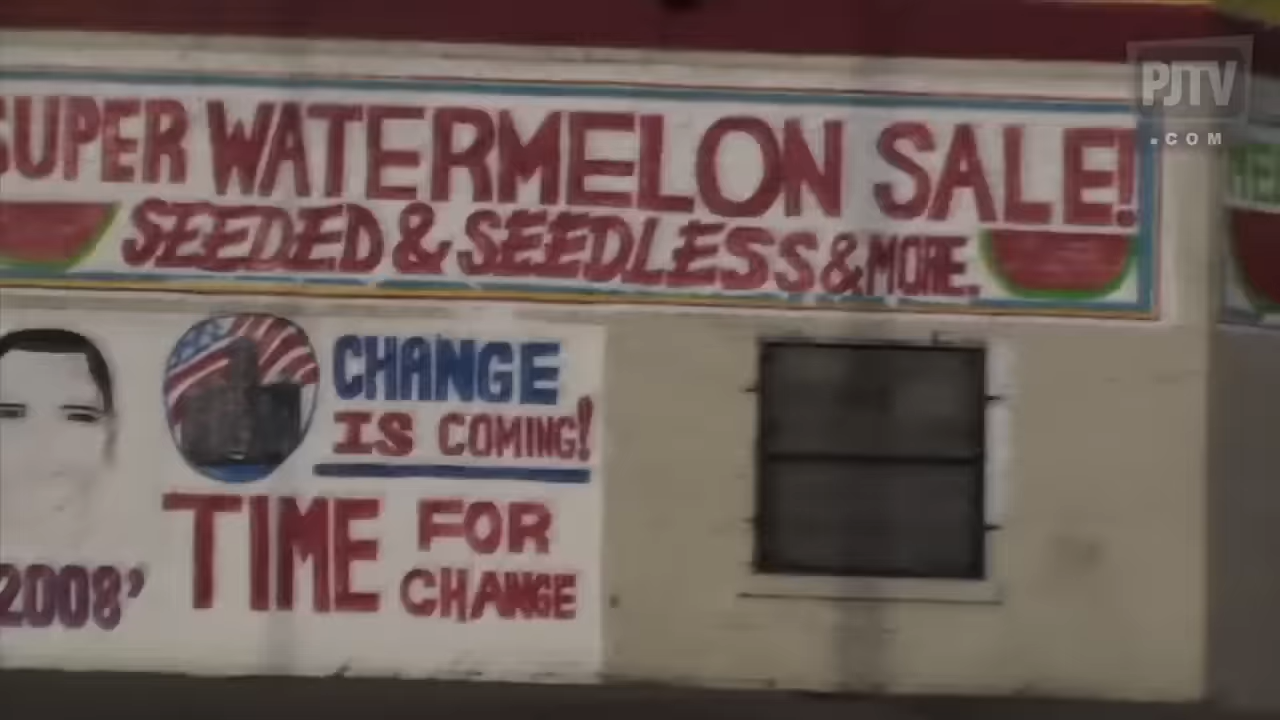 PJTV
.COM
SUPER WATERMELON SALE!
SEEDED & SEEDLESS & MORE.
CHANGE
IS COMING!
TIME FOR
CHANGE
2008'